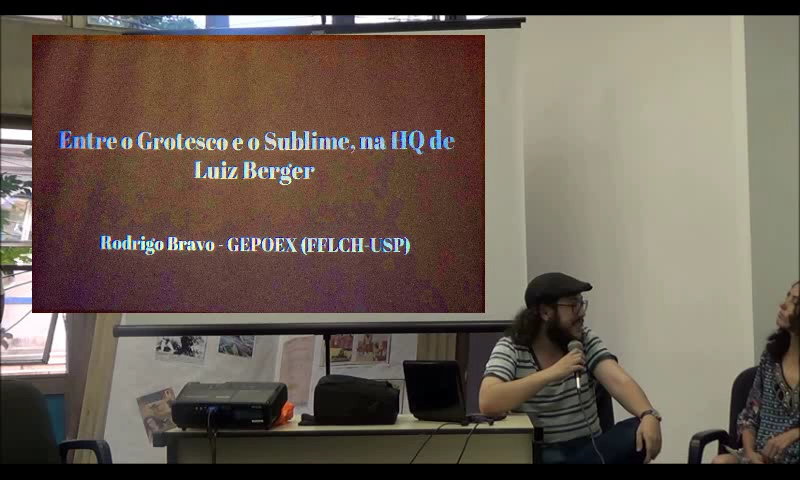 Entre o Grotesco e o Sublime, na HQ de
Luiz Berger
Rodrigo Bravo - GEPOEX (FFLCH-USP)